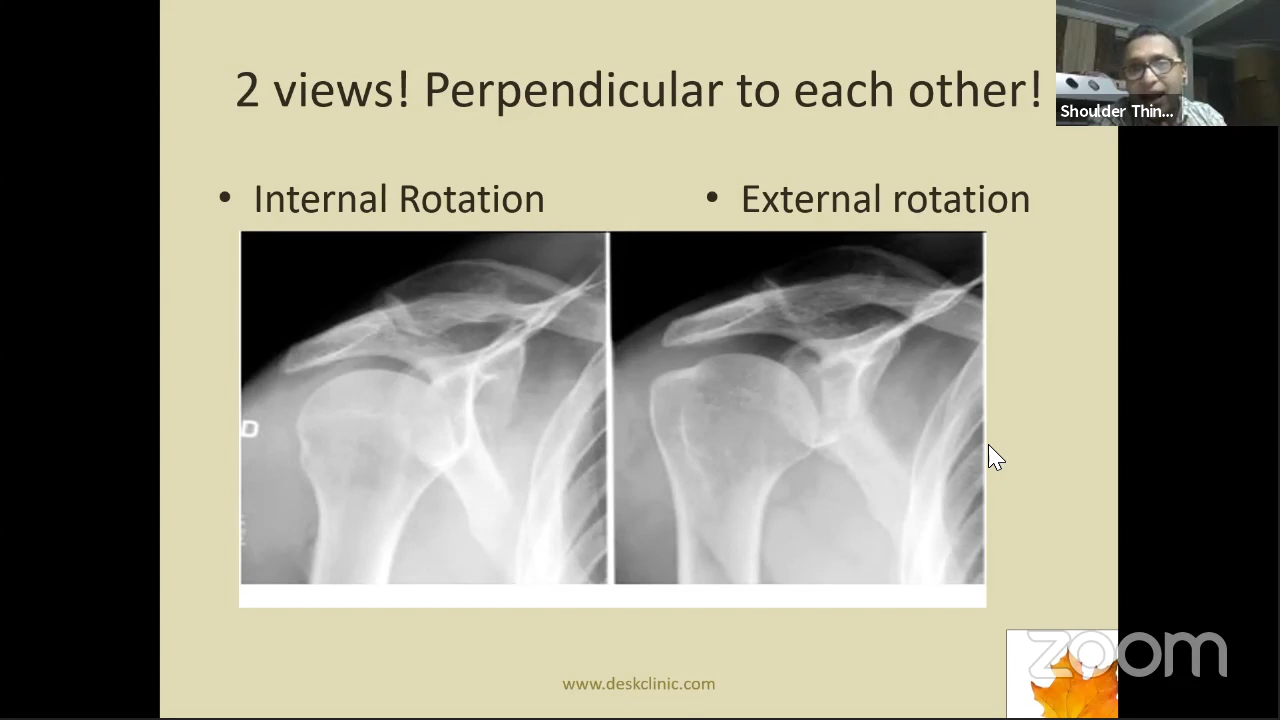 2 views! Perpendicular to each other!
Shoulder Thin...
• Internal Rotation
• External rotation
D
www.deskclinic.com
zoom